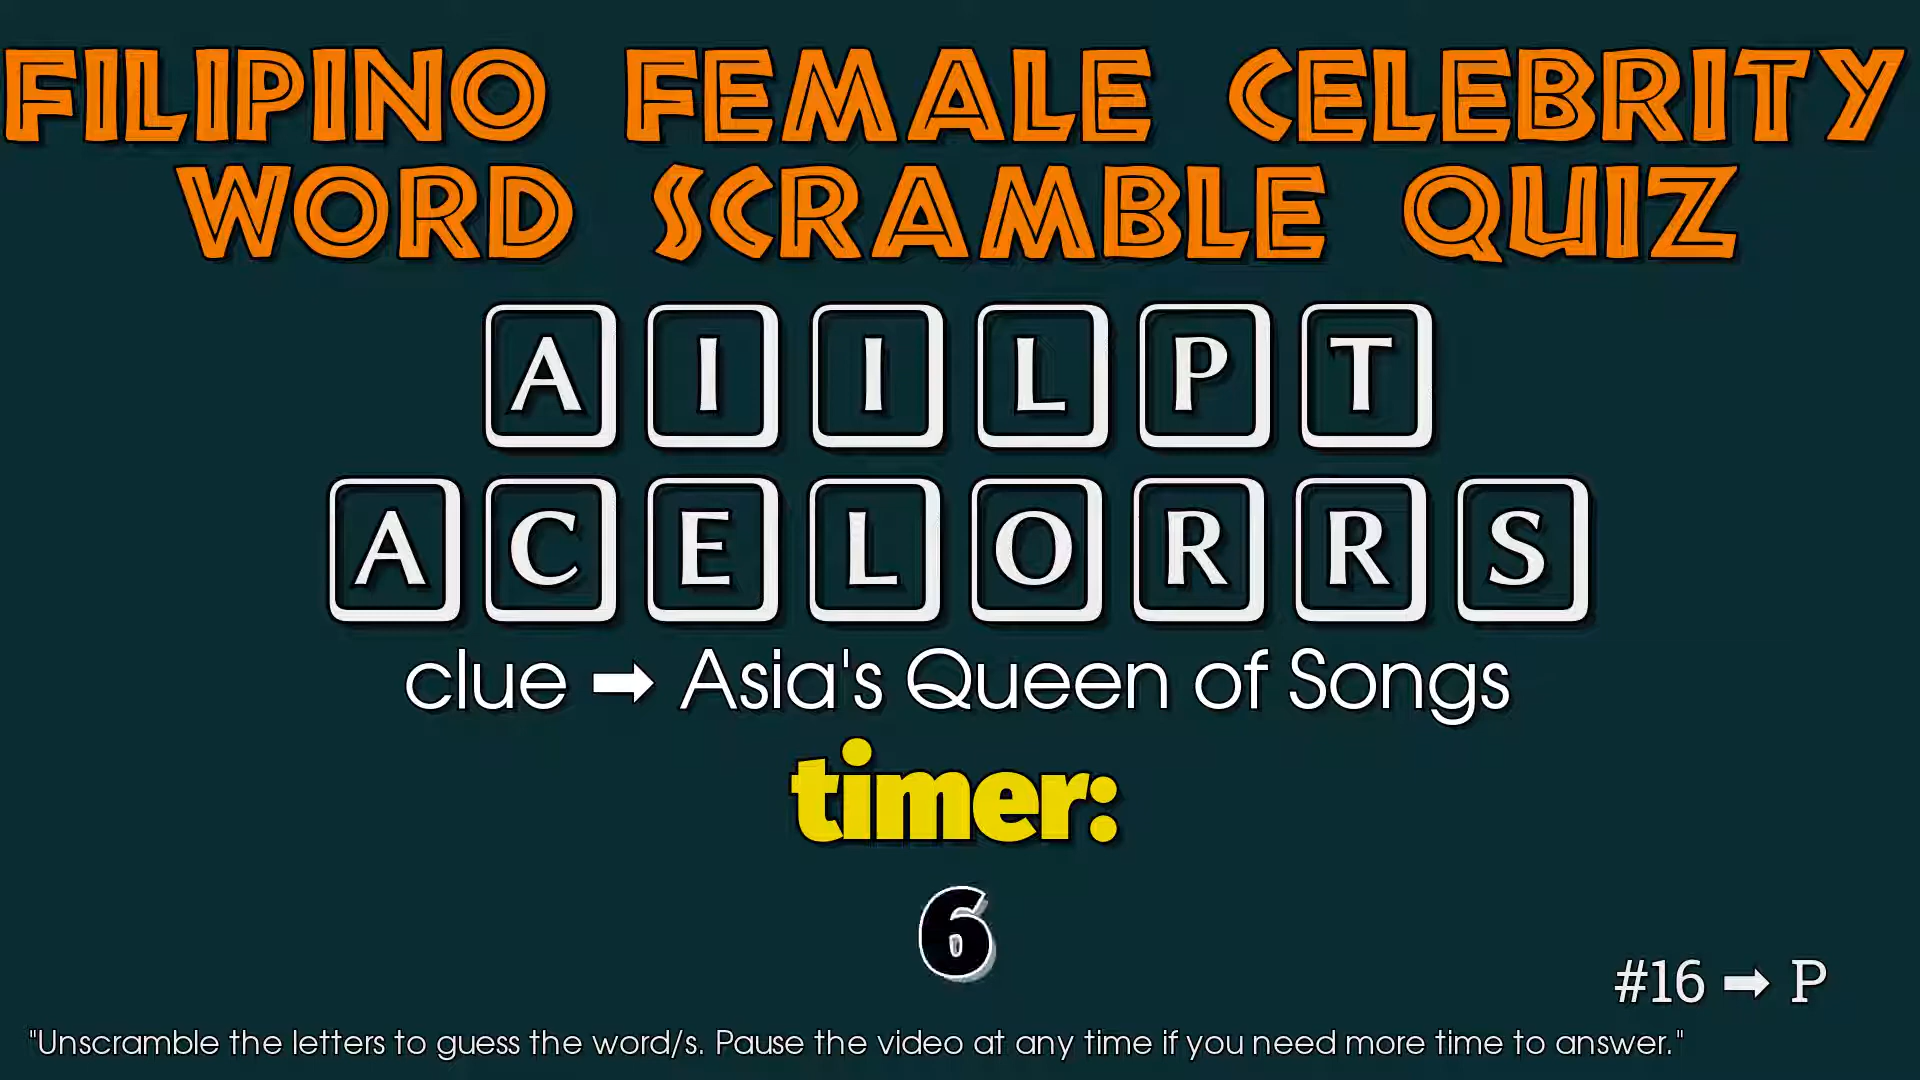 FILIPINO FEMALE CELEBRITY
WORD SCRAMBLE QUIZ
A I I L P T
A C E L O R R S
clue ➡ Asia's Queen of Songs
timer:
6
#16 ➡ P
"Unscramble the letters to guess the word/s. Pause the video at any time if you need more time to answer."